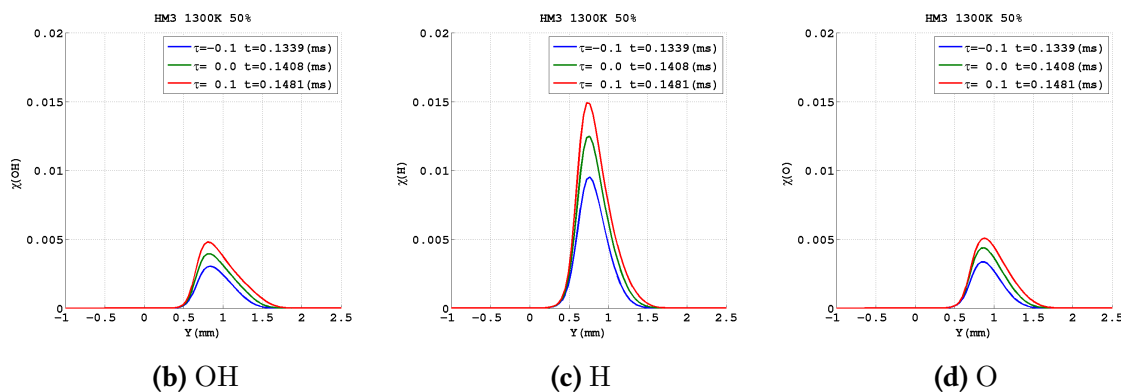 HM3 1300K 50%
0.02
0.015
0.01
0.005
0
χ(OH)
τ=-0.1 t=0.1339(ms)
τ= 0.0 t=0.1408(ms)
τ= 0.1 t=0.1481(ms)
-1 -0.5 0 0.5 1 1.5 2 2.5
Y(mm)
(b) OH
HM3 1300K 50%
0.02
0.015
0.01
0.005
0
χ(H)
τ=-0.1 t=0.1339(ms)
τ= 0.0 t=0.1408(ms)
τ= 0.1 t=0.1481(ms)
-1 -0.5 0 0.5 1 1.5 2 2.5
Y(mm)
(c) H
HM3 1300K 50%
0.02
0.015
0.01
0.005
0
χ(O)
τ=-0.1 t=0.1339(ms)
τ= 0.0 t=0.1408(ms)
τ= 0.1 t=0.1481(ms)
-1 -0.5 0 0.5 1 1.5 2 2.5
Y(mm)
(d) O